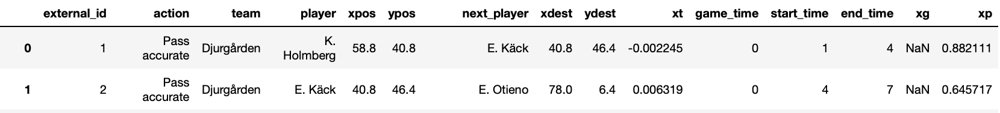 external_id action team player xpos ypos next_player xdest ydest xt game_time start_time end_time xg xp
0 1 Pass accurate Djurgården K. Holmberg 58.8 40.8 E. Käck 40.8 46.4 -0.002245 0 1 4 NaN 0.882111
1 2 Pass accurate Djurgården E. Käck 40.8 46.4 E. Otieno 78.0 6.4 0.006319 0 4 7 NaN 0.645717